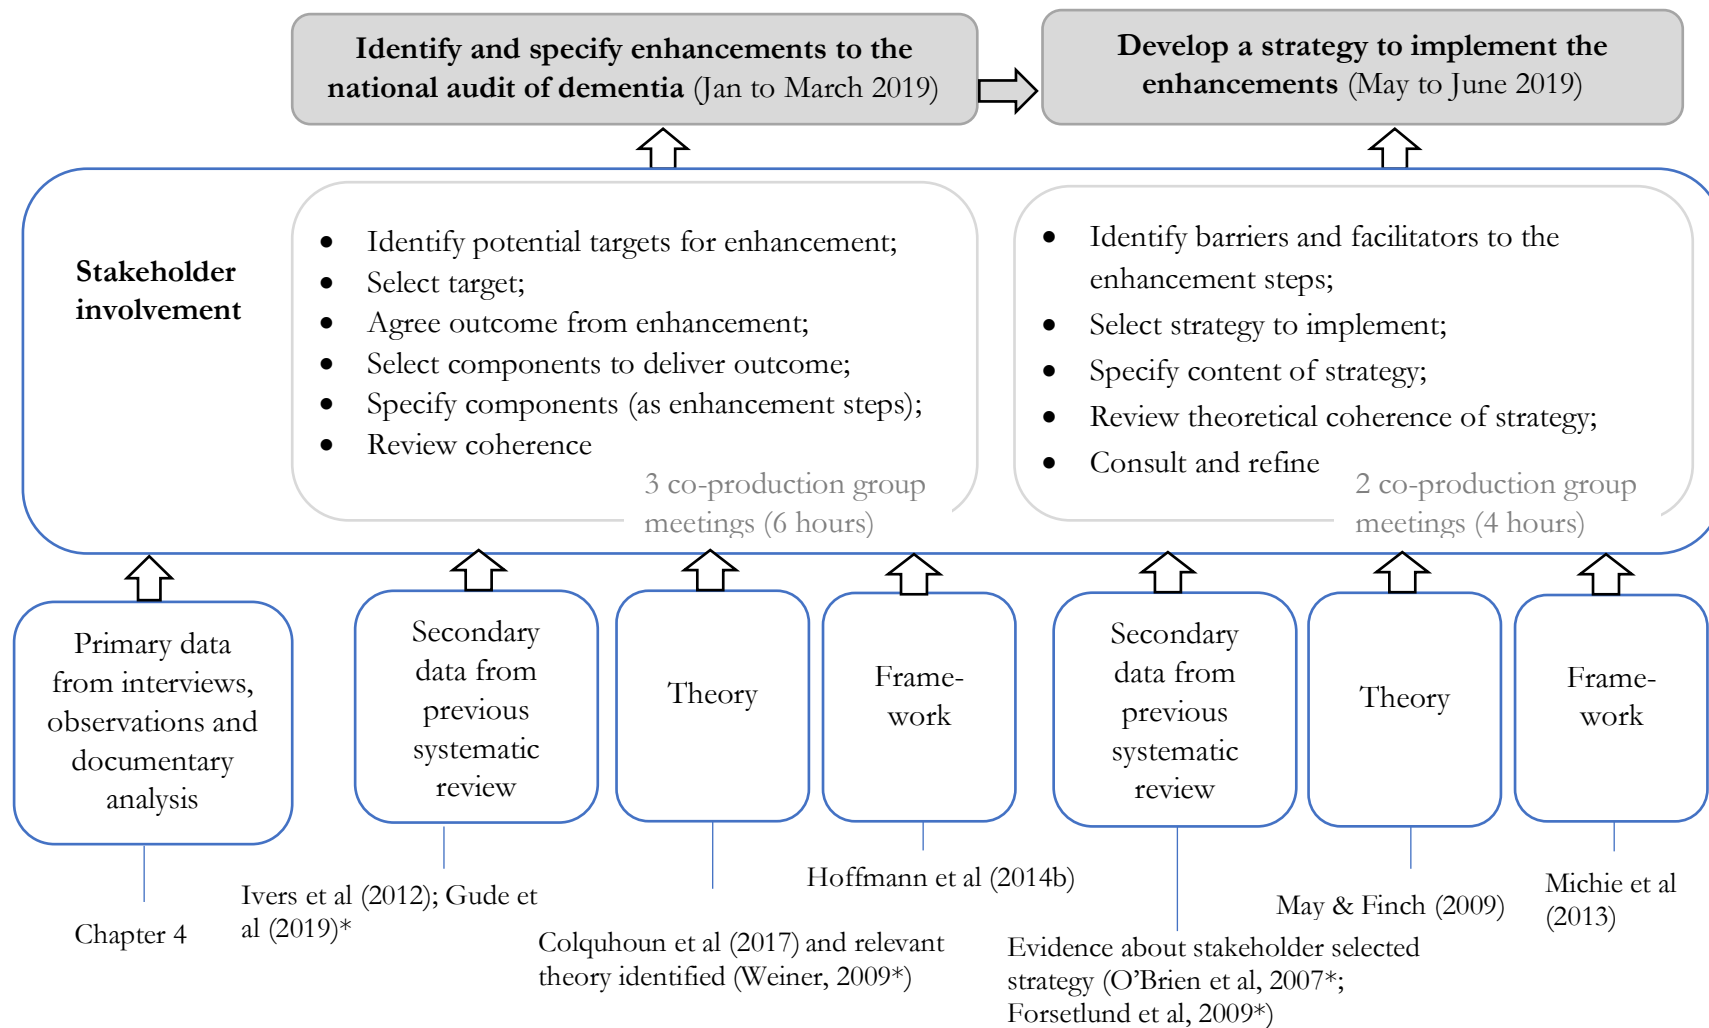 Identify and specify enhancements to the
national audit of dementia (Jan to March 2019)
Develop a strategy to implement the
enhancements (May to June 2019)
Stakeholder
involvement
• Identify potential targets for enhancement;
• Select target;
• Agree outcome from enhancement;
• Select components to deliver outcome;
• Specify components (as enhancement steps);
• Review coherence
3 co-production group
meetings (6 hours)
• Identify barriers and facilitators to the
enhancement steps;
• Select strategy to implement;
• Specify content of strategy;
• Review theoretical coherence of strategy;
• Consult and refine
2 co-production group
meetings (4 hours)
Primary data
from interviews,
observations and
documentary
analysis
Secondary
data from
previous
systematic
review
Theory
Frame-
work
Secondary
data from
previous
systematic
review
Theory
Frame-
work
Chapter 4
Ivers et al (2012); Gude et
al (2019)*
Colquhoun et al (2017) and relevant
theory identified (Weiner, 2009*)
Hoffmann et al (2014b)
Evidence about stakeholder selected
strategy (O’Brien et al, 2007*;
Forsetlund et al, 2009*)
May & Finch (2009)
Michie et al
(2013)